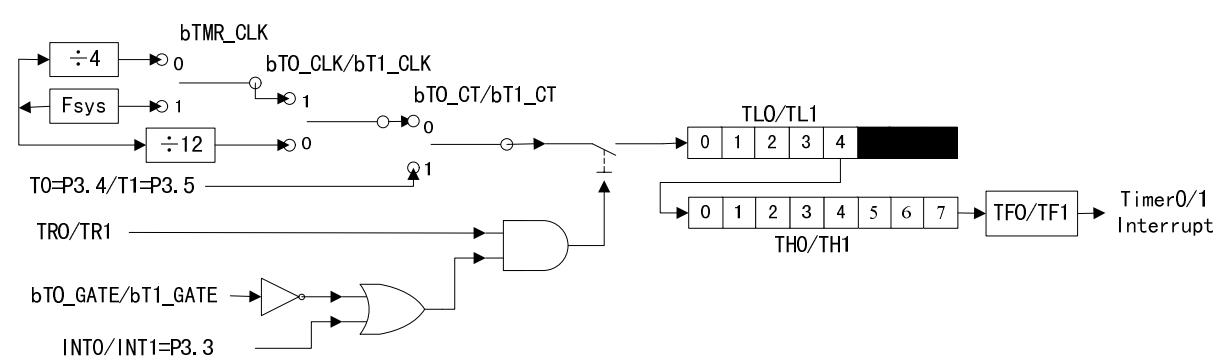 bTMR_CLK
÷4
0
bT0_CLK/bT1_CLK
Fsys
1
1
bT0_CT/bT1_CT
0
TL0/TL1
÷12
0
0 1 2 3 4
1
T0=P3.4/T1=P3.5
0 1 2 3 4 5 6 7
TF0/TF1
Timer0/1
Interrupt
TR0/TR1
TH0/TH1
bT0_GATE/bT1_GATE
INT0/INT1=P3.3